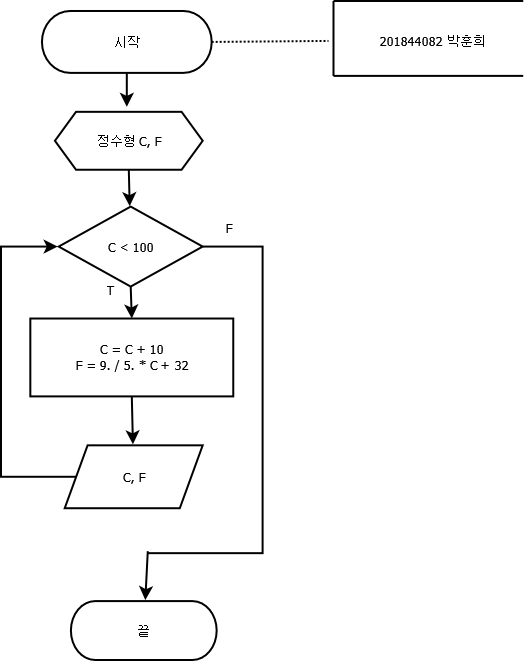 시작
201844082 박훈희
정수형 C, F
C < 100
F
T
C = C + 10
F = 9. / 5. * C + 32
C, F
끝